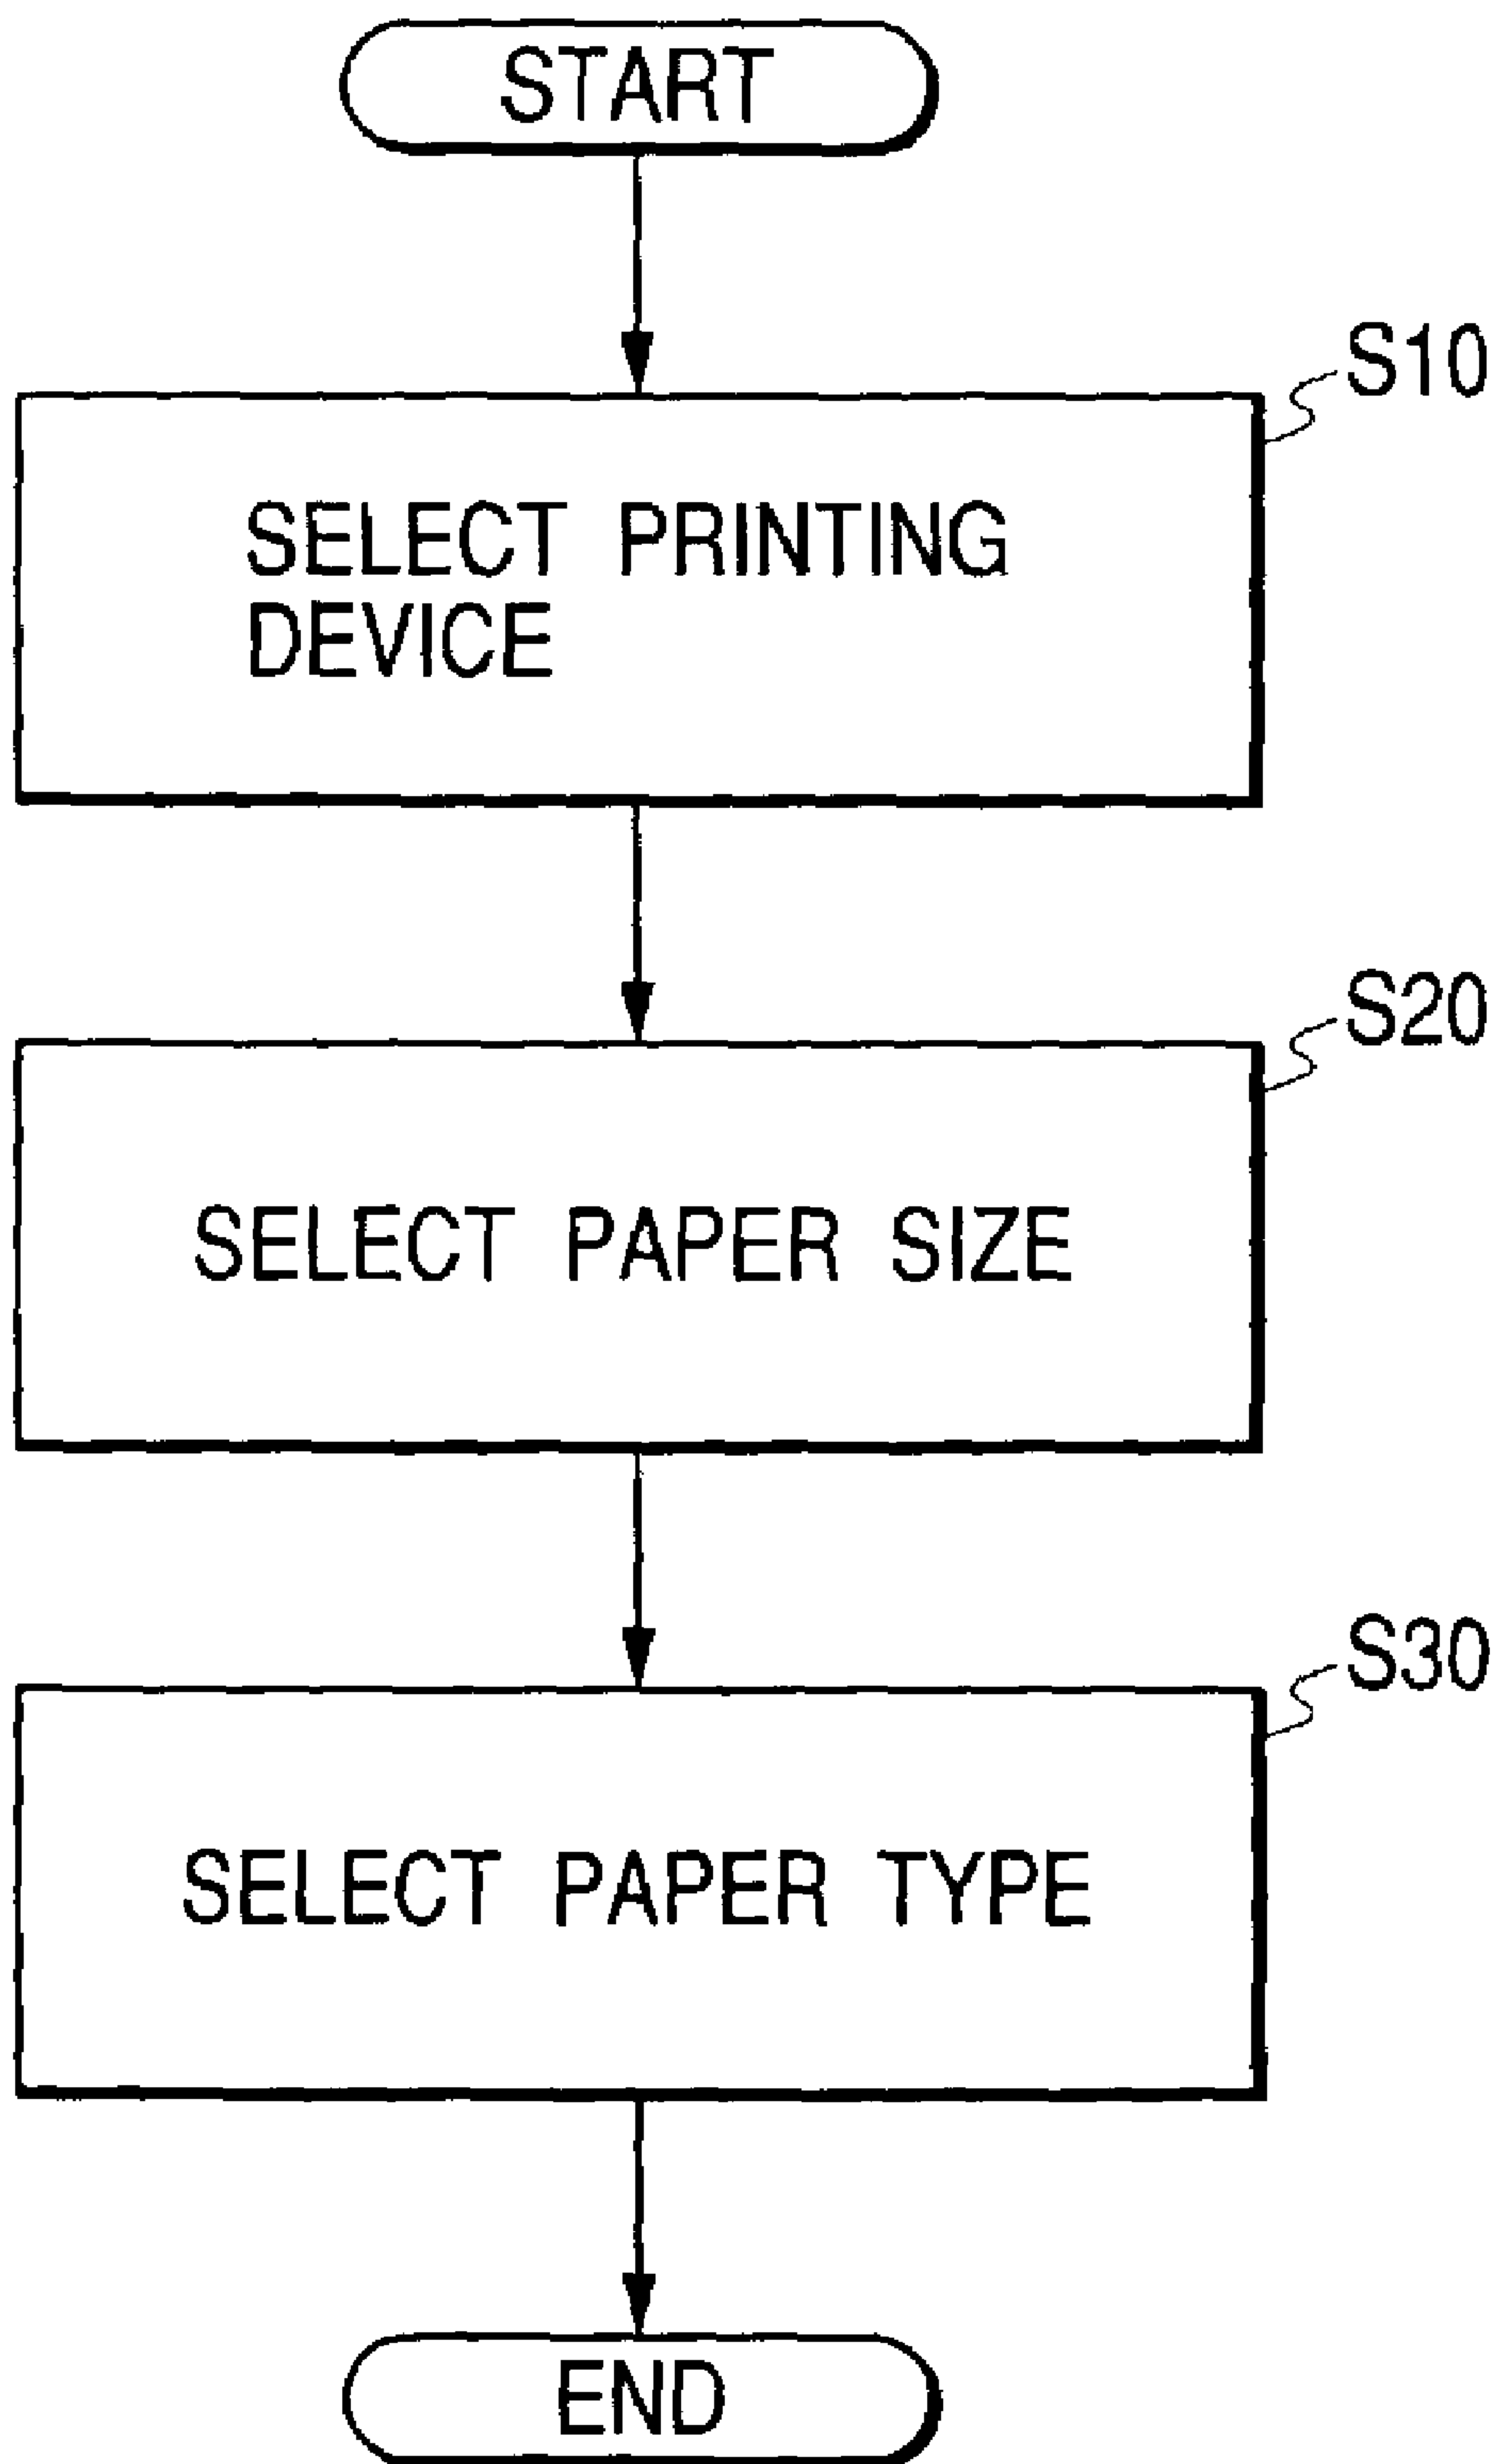 START
S10
SELECT PRINTING
DEVICE
S20
SELECT PAPER SIZE
S30
SELECT PAPER TYPE
END